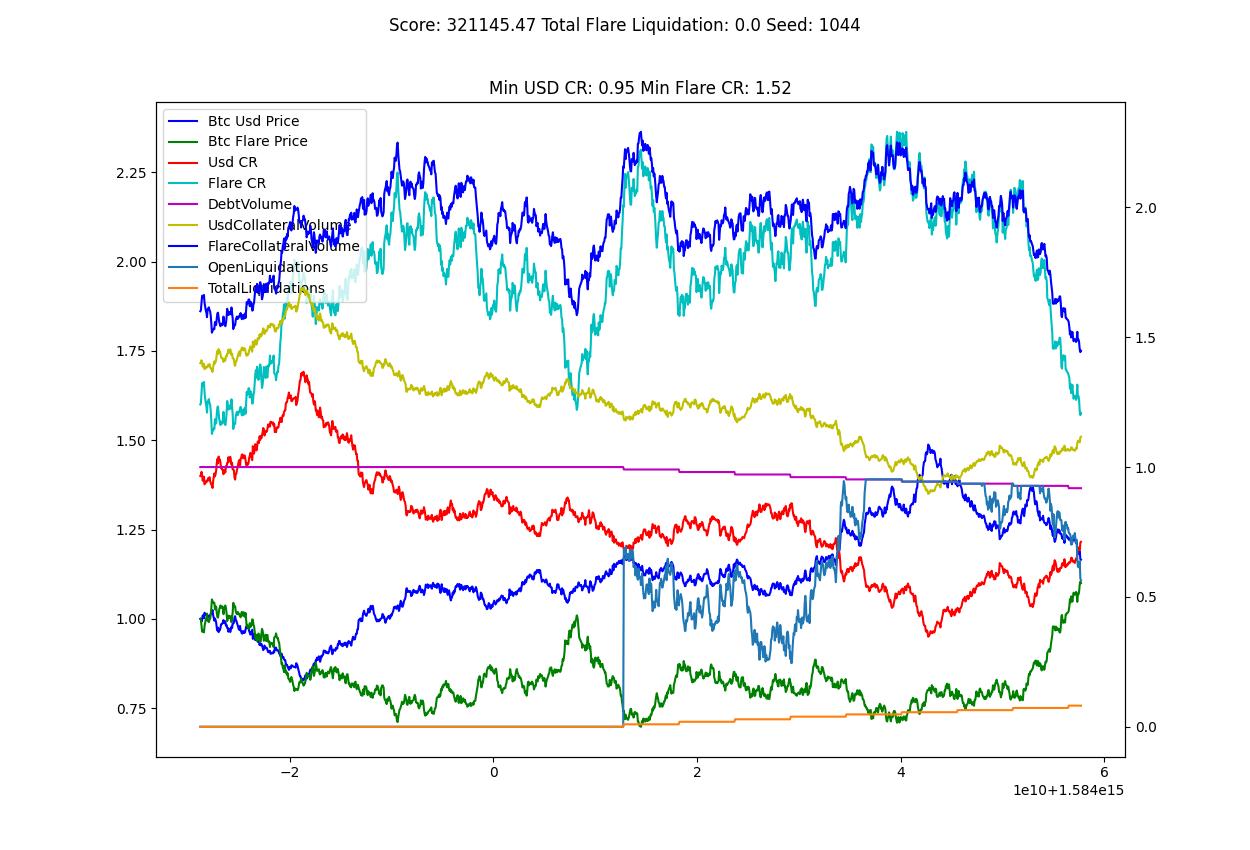 Score: 321145.47 Total Flare Liquidation: 0.0 Seed: 1044
Min USD CR: 0.95 Min Flare CR: 1.52
Btc Usd Price
Btc Flare Price
Usd CR
Flare CR
DebtVolume
UsdCollateralVolume
FlareCollateralVolume
OpenLiquidations
TotalLiquidations
2.25
2.00
1.75
1.50
1.25
1.00
0.75
2.0
1.5
1.0
0.5
0.0
−2
0
2
4
6
1e10+1.584e15